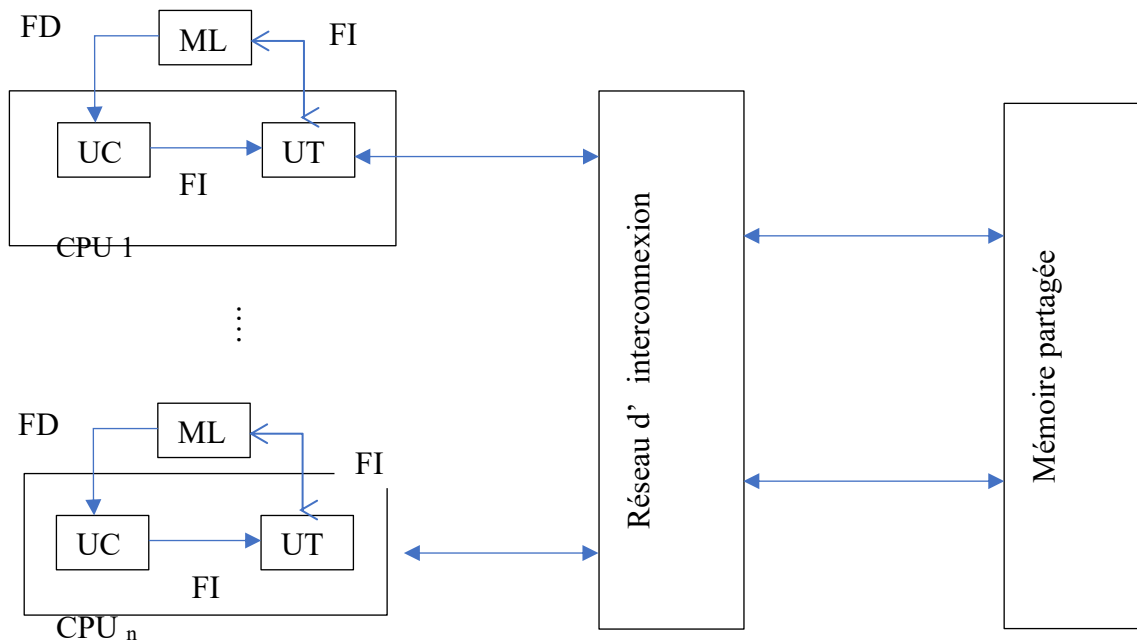 FD
ML
FI
UC
UT
FI
CPU 1
....
FD
ML
FI
UC
UT
FI
CPU n
Réseau d’ interconnexion
Mémoire partagée